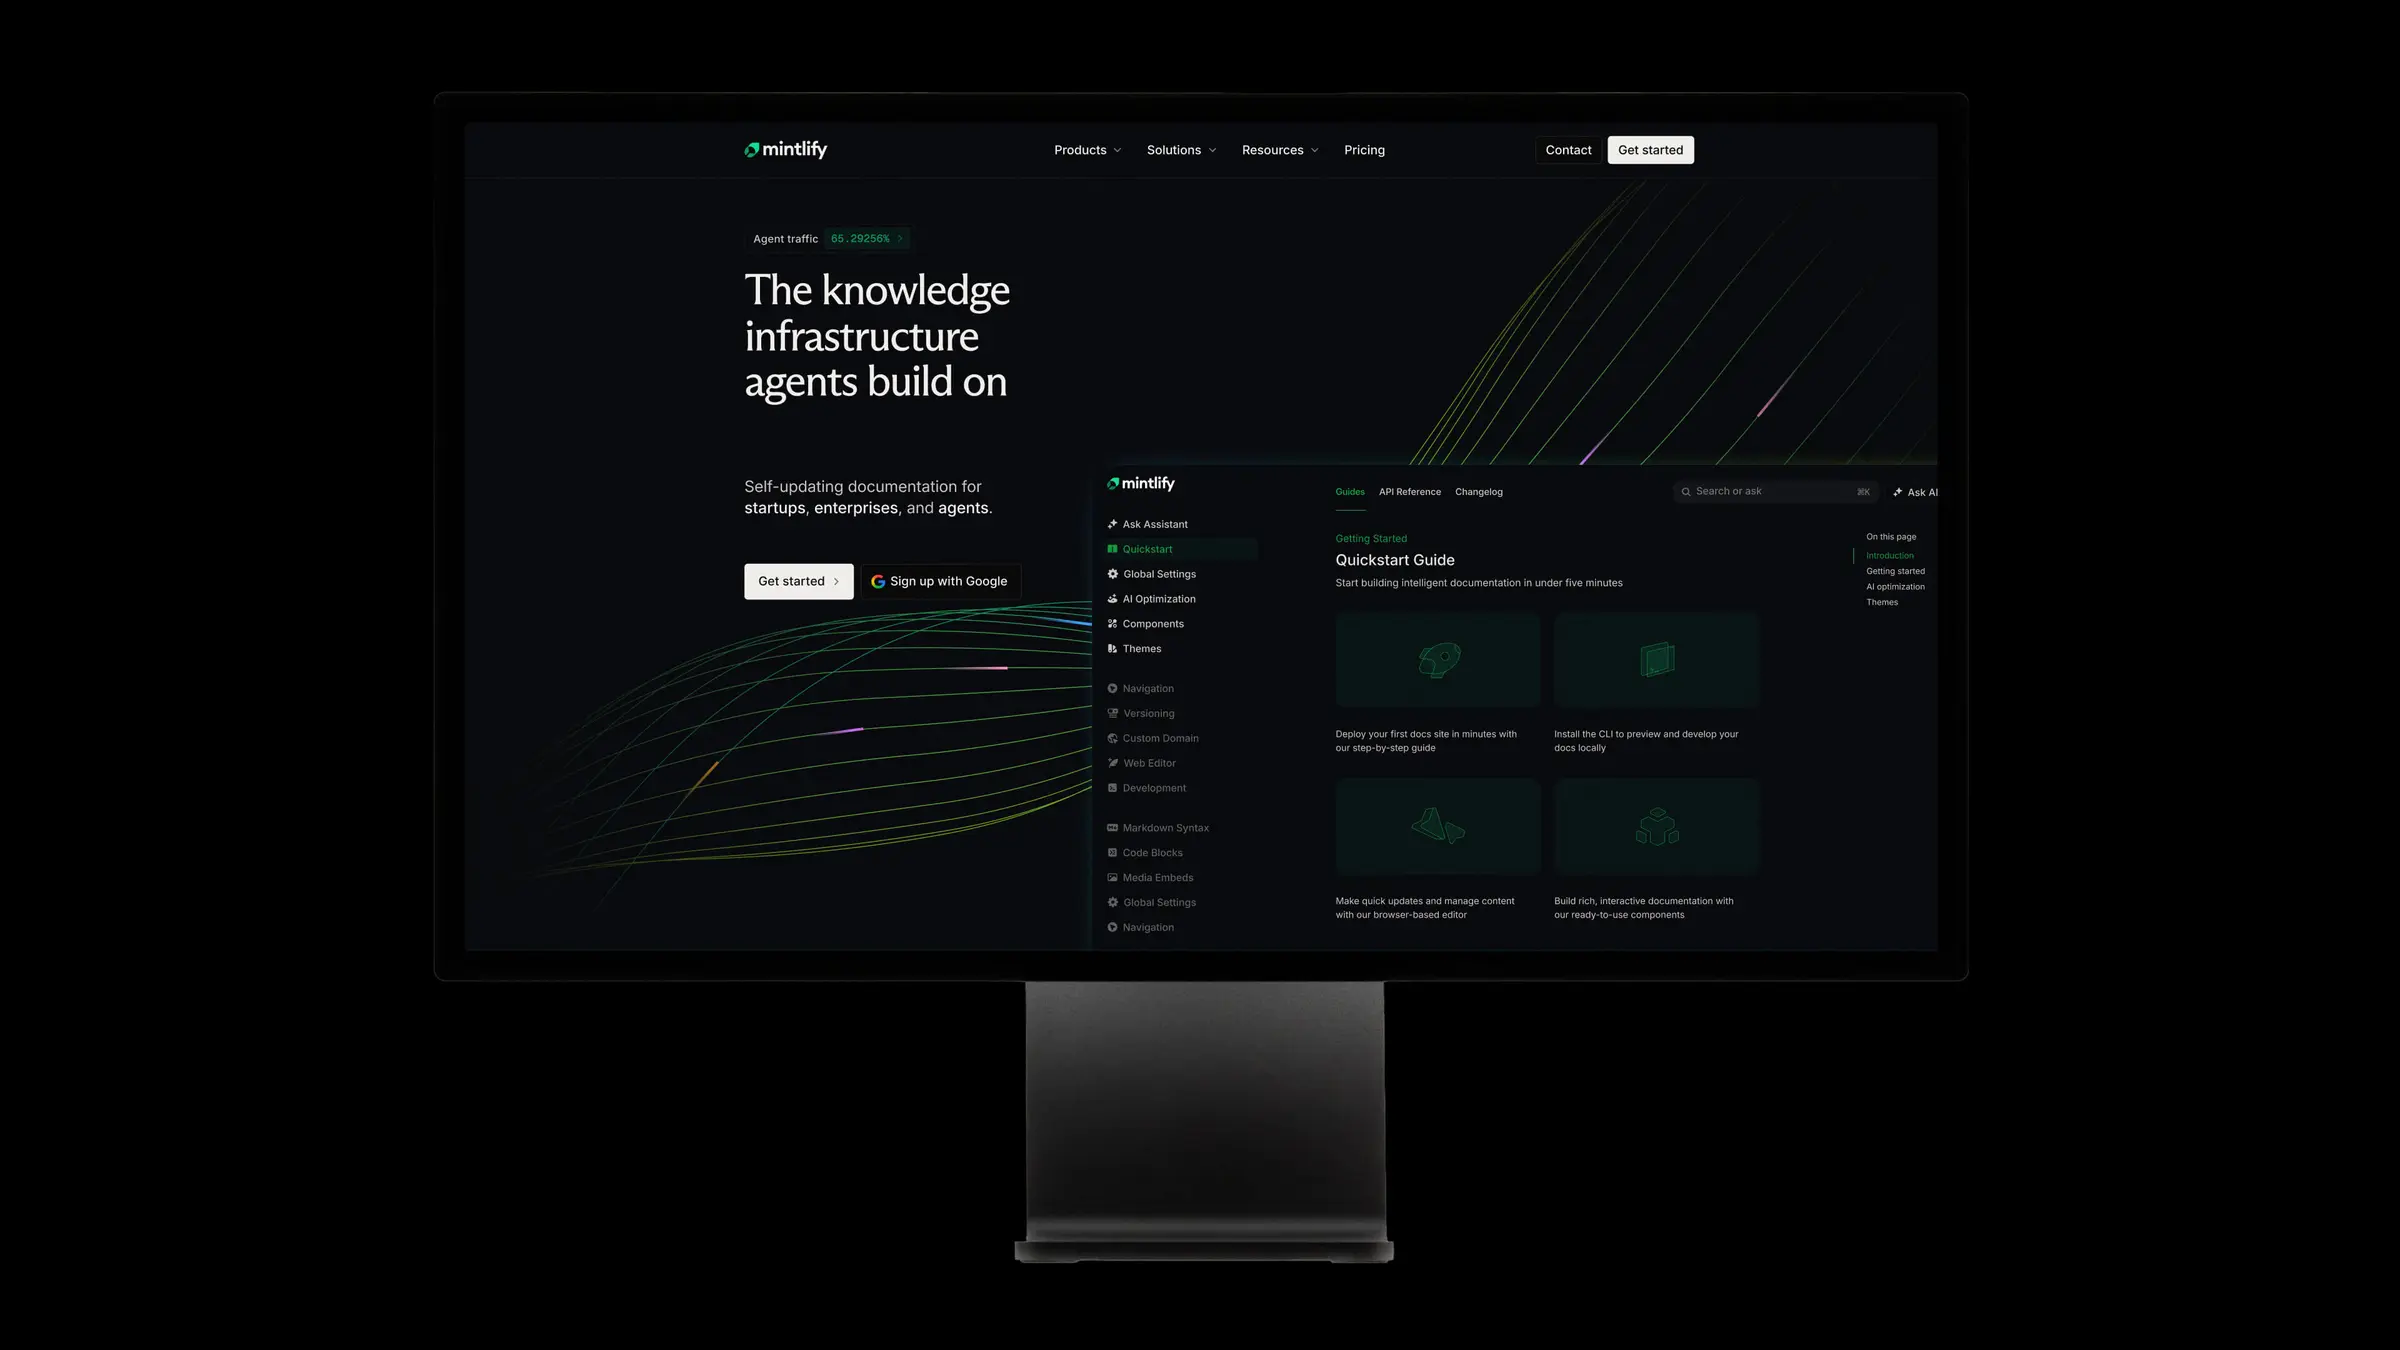 mintlify
Products
Solutions
Resources
Pricing
Contact
Get started
Agent traffic 65.29256%
The knowledge
infrastructure
agents build on
Self-updating documentation for
startups, enterprises, and agents.
Get started
Sign up with Google
mintlify
Guides
API Reference
Changelog
Search or ask
⌘K
Ask AI
Ask Assistant
Quickstart
Global Settings
AI Optimization
Components
Themes
Navigation
Versioning
Custom Domain
Web Editor
Development
Markdown Syntax
Code Blocks
Media Embeds
Global Settings
Navigation
Getting Started
Quickstart Guide
Start building intelligent documentation in under five minutes
Deploy your first docs site in minutes with
our step-by-step guide
Install the CLI to preview and develop your
docs locally
Make quick updates and manage content
with our browser-based editor
Build rich, interactive documentation with
our ready-to-use components
On this page
Introduction
Getting started
AI optimization
Themes